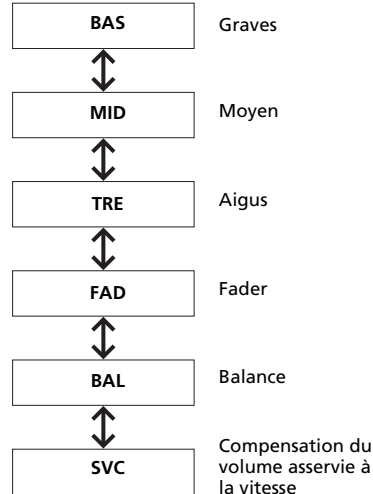 BAS Graves
MID Moyen
TRE Aigus
FAD Fader
BAL Balance
SVC Compensation du
volume asservie à
la vitesse